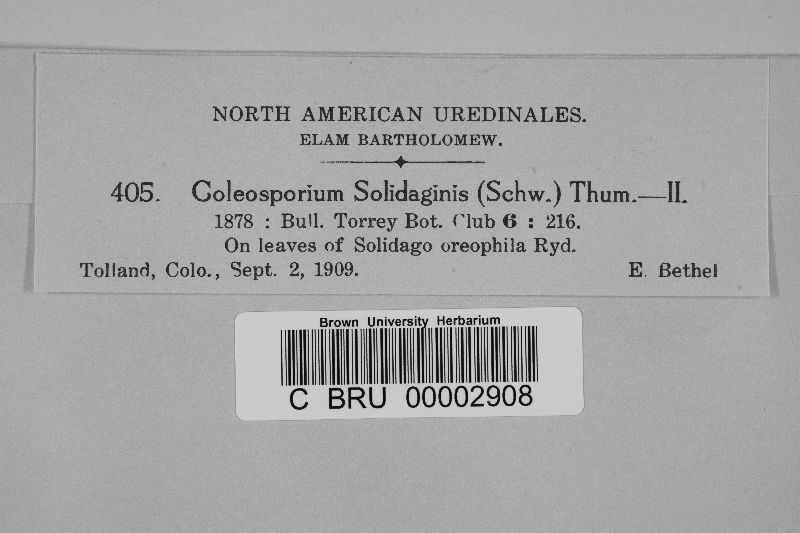 NORTH AMERICAN UREDINALES.
ELAM BARTHOLOMEW.
405. Coleosporium Solidaginis (Schw.) Thum.—II.
1878 : Bull. Torrey Bot. Club 6 : 216.
On leaves of Solidago oreophila Ryd.
Tolland, Colo., Sept. 2, 1909. E. Bethel
Brown University Herbarium
C BRU 00002908